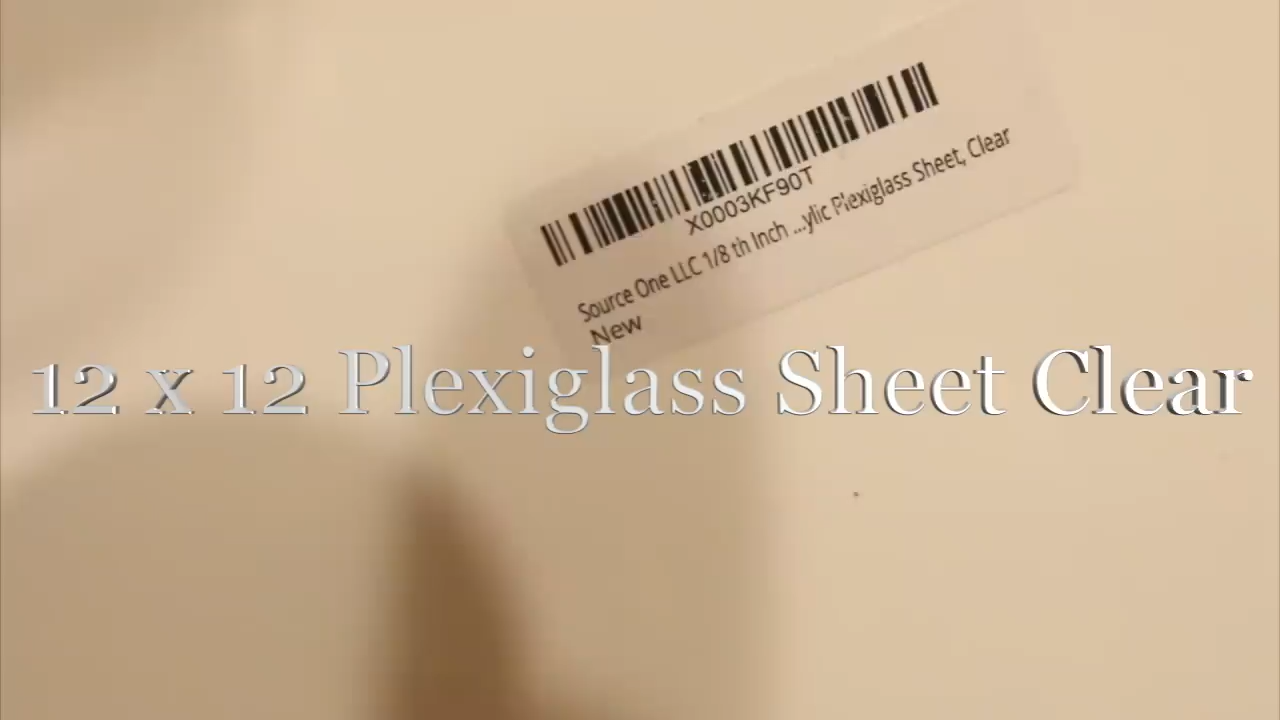 X0003KF90T
Source One LLC 1/8 th Inch ...ylic Plexiglass Sheet, Clear
New
12 x 12 Plexiglass Sheet Clear